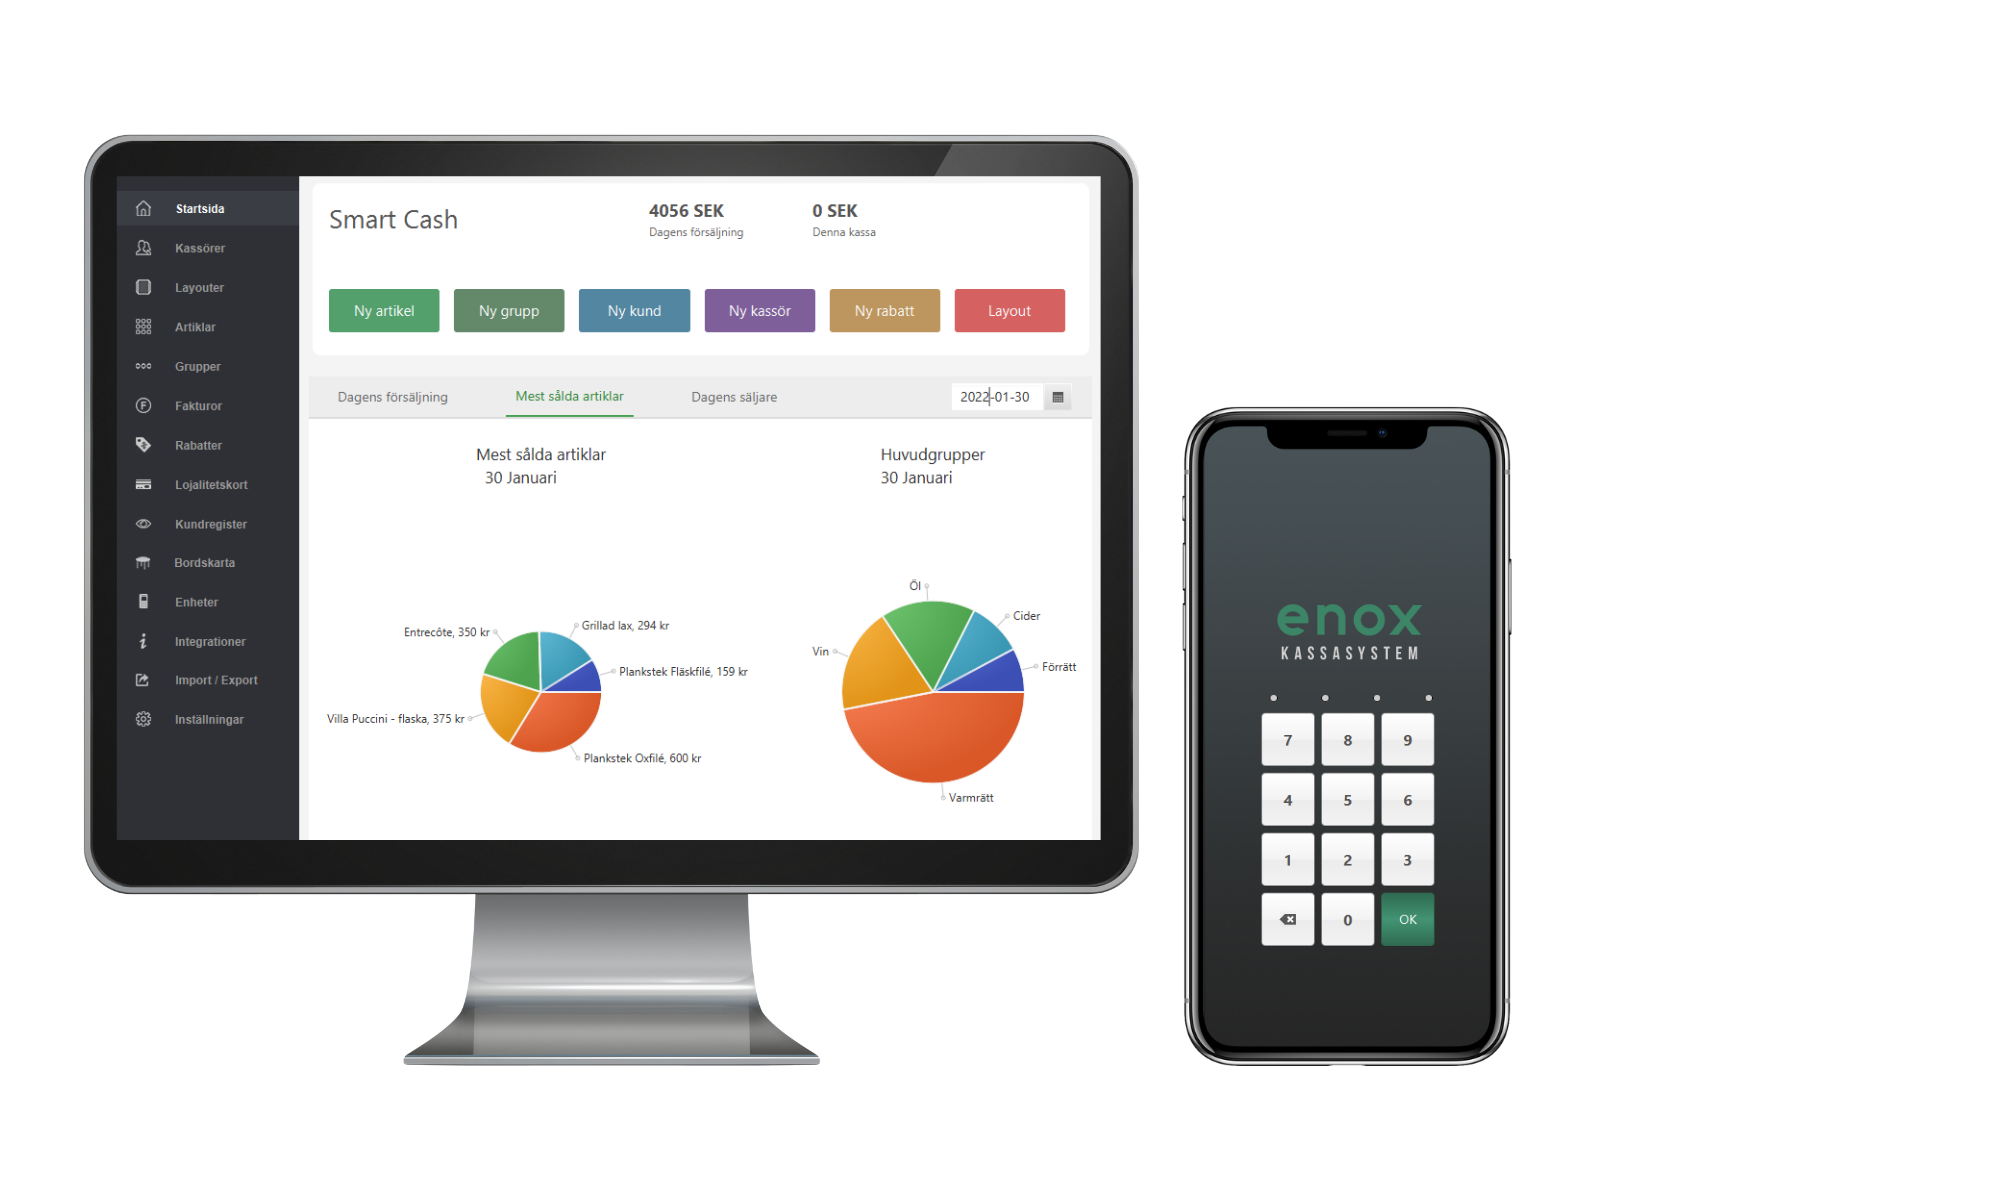 Startsida
Kassörer
Layouter
Artiklar
Grupper
Fakturor
Rabatter
Lojalitetskort
Kundregister
Bordskarta
Enheter
Integrationer
Import / Export
Inställningar
Smart Cash
4056 SEK
Dagens försäljning
0 SEK
Denna kassa
Ny artikel
Ny grupp
Ny kund
Ny kassör
Ny rabatt
Layout
Dagens försäljning
Mest sålda artiklar
Dagens säljare
2022-01-30
Mest sålda artiklar
30 Januari
Entrecôte, 350 kr
Grillad lax, 294 kr
Plankstek Fläskfilé, 159 kr
Villa Puccini - flaska, 375 kr
Plankstek Oxfilé, 600 kr
Huvudgrupper
30 Januari
Öl
Cider
Vin
Förrätt
Varmrätt
enox
KASSASYSTEM
7 8 9
4 5 6
1 2 3
0 OK